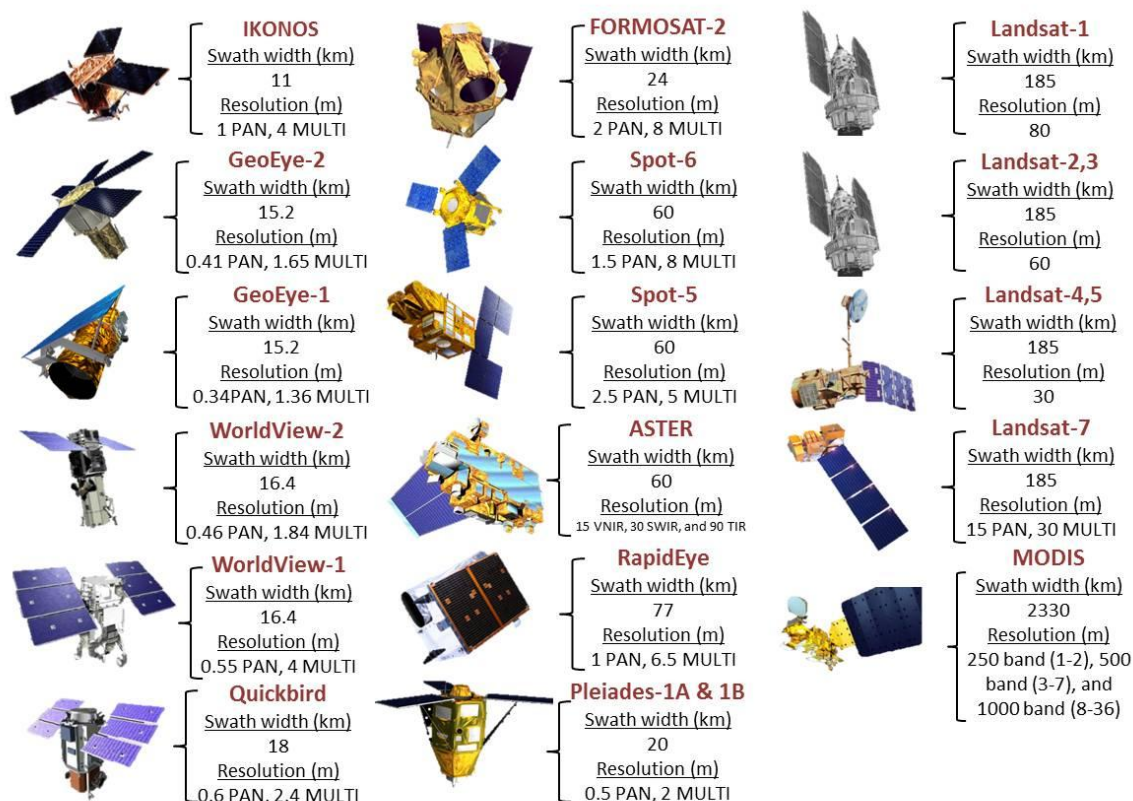 IKONOS
Swath width (km)
11
Resolution (m)
1 PAN, 4 MULTI
GeoEye-2
Swath width (km)
15.2
Resolution (m)
0.41 PAN, 1.65 MULTI
GeoEye-1
Swath width (km)
15.2
Resolution (m)
0.34PAN, 1.36 MULTI
WorldView-2
Swath width (km)
16.4
Resolution (m)
0.46 PAN, 1.84 MULTI
WorldView-1
Swath width (km)
16.4
Resolution (m)
0.55 PAN, 4 MULTI
Quickbird
Swath width (km)
18
Resolution (m)
0.6 PAN, 2.4 MULTI
FORMOSAT-2
Swath width (km)
24
Resolution (m)
2 PAN, 8 MULTI
Spot-6
Swath width (km)
60
Resolution (m)
1.5 PAN, 8 MULTI
Spot-5
Swath width (km)
60
Resolution (m)
2.5 PAN, 5 MULTI
ASTER
Swath width (km)
60
Resolution (m)
15 VNIR, 30 SWIR, and 90 TIR
RapidEye
Swath width (km)
77
Resolution (m)
1 PAN, 6.5 MULTI
Pleiades-1A & 1B
Swath width (km)
20
Resolution (m)
0.5 PAN, 2 MULTI
Landsat-1
Swath width (km)
185
Resolution (m)
80
Landsat-2,3
Swath width (km)
185
Resolution (m)
60
Landsat-4,5
Swath width (km)
185
Resolution (m)
30
Landsat-7
Swath width (km)
185
Resolution (m)
15 PAN, 30 MULTI
MODIS
Swath width (km)
2330
Resolution (m)
250 band (1-2), 500
band (3-7), and
1000 band (8-36)